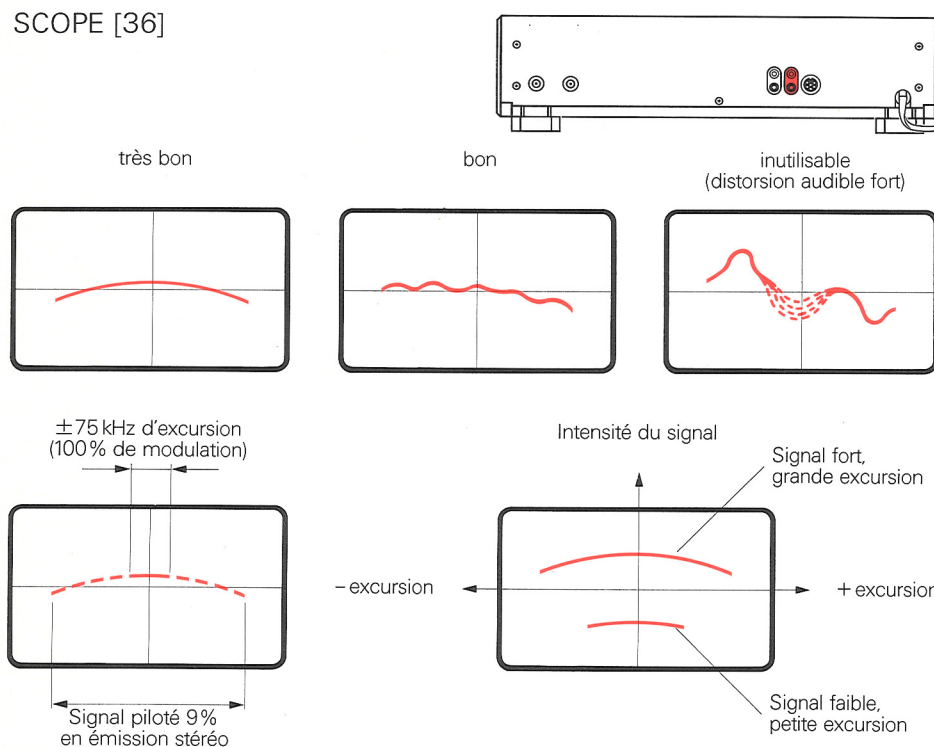 SCOPE [36]
très bon
bon
inutilisable
(distorsion audible fort)
±75 kHz d'excursion
(100% de modulation)
Signal piloté 9%
en émission stéréo
Intensité du signal
Signal fort,
grande excursion
– excursion
+ excursion
Signal faible,
petite excursion